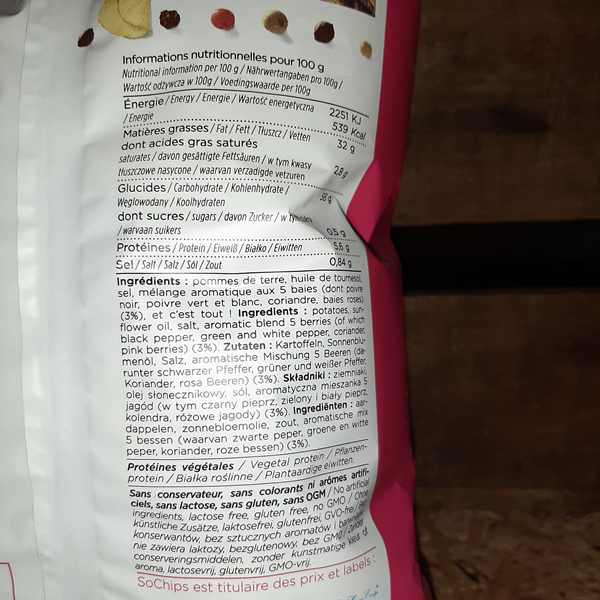 Informations nutritionnelles pour 100 g
Nutritional information per 100 g / Nährwertangaben pro 100g /
Wartość odżywcza w 100g / Voedingswaarde per 100g
Énergie / Energy / Energie / Wartość energetyczna
/ Énergie 2251 KJ
539 Kcal
Matières grasses / Fat / Fett / Tłuszcz / Vetten 32 g
dont acides gras saturés
saturates / davon gesättigte Fettsäuren / w tym kwasy
tłuszczowe nasycone / waarvan verzadigde vetzuren 2,8 g
Glucides / Carbohydrate / Kohlenhydrate /
Węglowodany / Koolhydraten 56 g
dont sucres / sugars / davon Zucker / w tym cukry
/ warvaan suikers 0,5 g
Protéines / Protein / Eiweiß / Białko / Eiwitten 5,6 g
Sel / Salt / Salz / Sól / Zout 0,84 g
Ingrédients : pommes de terre, huile de tournesol,
sel, mélange aromatique aux 5 baies (dont poivre
noir, poivre vert et blanc, coriandre, baies roses)
(3%), et c'est tout ! Ingredients : potatoes, sun-
flower oil, salt, aromatic blend 5 berries (of which
black pepper, green and white pepper, coriander,
pink berries) (3%). Zutaten : Kartoffeln, Sonnenblu-
menöl, Salz, aromatische Mischung 5 Beeren (da-
runter schwarzer Pfeffer, grüner und weißer Pfeffer,
Koriander, rosa Beeren) (3%). Składniki : ziemniaki,
olej słonecznikowy, sól, aromatyczna mieszanka 5
jagód (w tym czarny pieprz, zielony i biały pieprz,
kolendra, różowe jagody) (3%). Ingrediënten : aar-
dappelen, zonnebloemolie, zout, aromatische mix
5 bessen (waarvan zwarte peper, groene en witte
peper, koriander, roze bessen) (3%).
Protéines végétales / Vegetal protein / Pflanzen-
protein / Białka roślinne / Plantaardige eiwitten.
Sans conservateur, sans colorants ni arômes artifi-
ciels, sans lactose, sans gluten, sans OGM / No artificial
ingredients, lactose free, gluten free, no GMO / Ohne
künstliche Zusätze, laktosefrei, glutenfrei, GVO-frei /
konserwantów, bez sztucznych aromatów i
nie zawiera laktozy, bezglutenowy, bez GMO / Zonder
conserveringsmiddelen, zonder kunstmatige
aroma, lactosevrij, glutenvrij, GMO-vrij.
SoChips est titulaire des prix et labels :